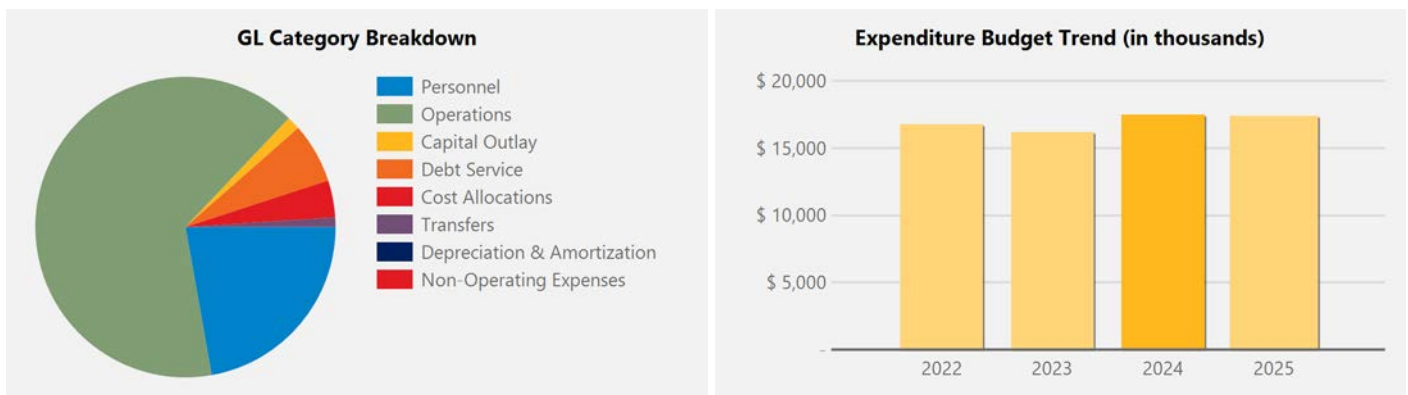 GL Category Breakdown
Personnel
Operations
Capital Outlay
Debt Service
Cost Allocations
Transfers
Depreciation & Amortization
Non-Operating Expenses
Expenditure Budget Trend (in thousands)
$ 20,000
$ 15,000
$ 10,000
$ 5,000
-
2022 2023 2024 2025